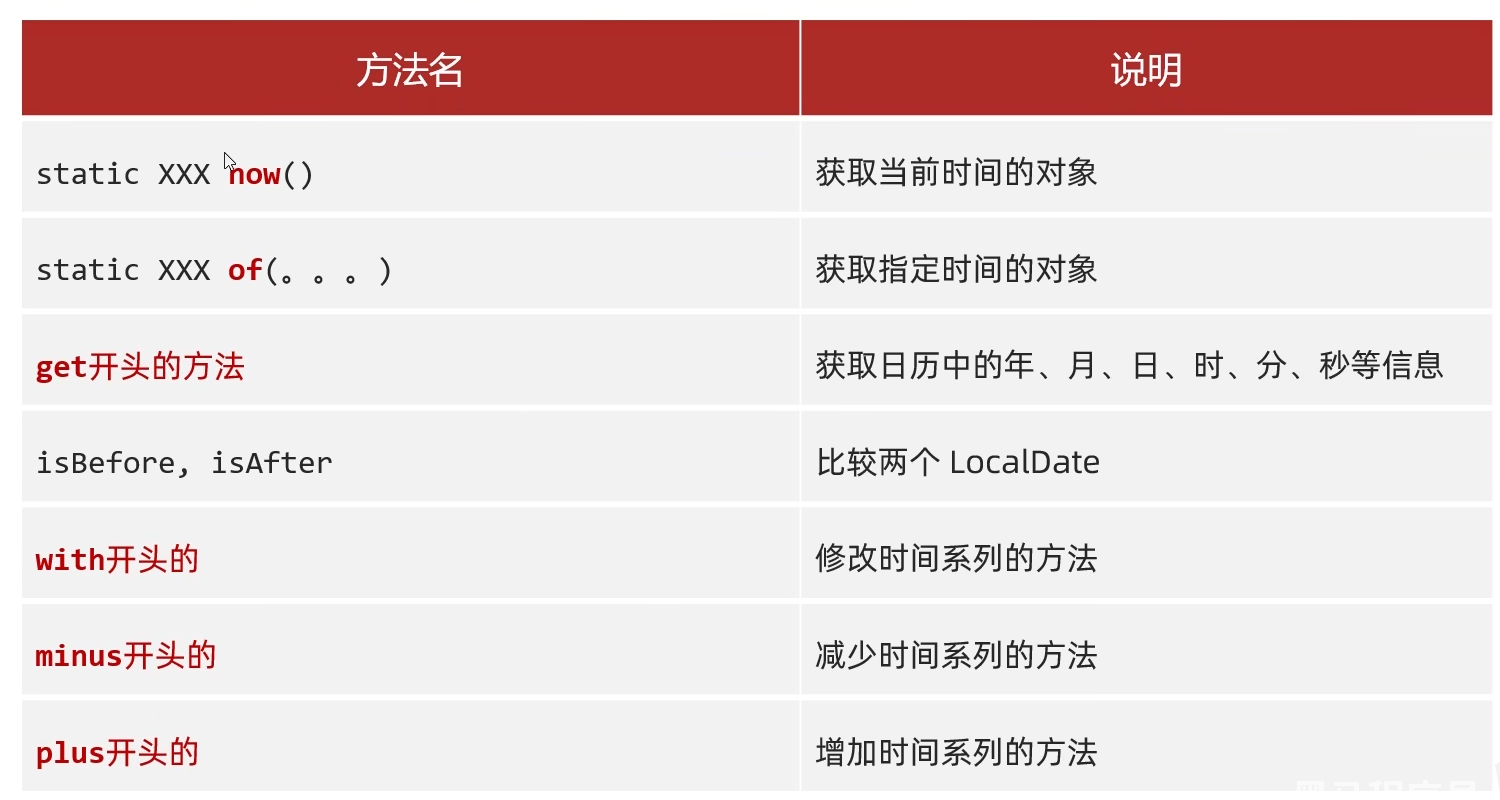 方法名
说明
static XXX now()
获取当前时间的对象
static XXX of(。。。)
获取指定时间的对象
get开头的方法
获取日历中的年、月、日、时、分、秒等信息
isBefore, isAfter
比较两个 LocalDate
with开头的
修改时间系列的方法
minus开头的
减少时间系列的方法
plus开头的
增加时间系列的方法